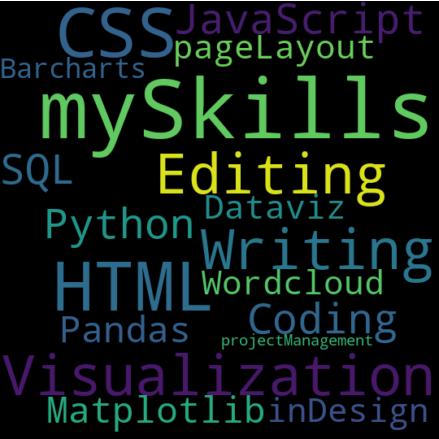 CSS JavaScript
pageLayout
Barcharts
mySkills
SQL Editing
Dataviz
Python
Writing
HTML Wordcloud
Coding
Pandas
projectManagement
Visualization
Matplotlib inDesign